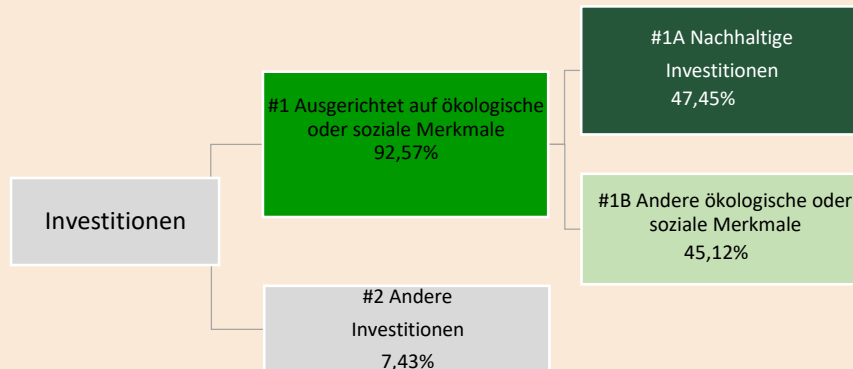 Investitionen
#1 Ausgerichtet auf ökologische
oder soziale Merkmale
92,57%
#1A Nachhaltige
Investitionen
47,45%
#1B Andere ökologische oder
soziale Merkmale
45,12%
#2 Andere
Investitionen
7,43%